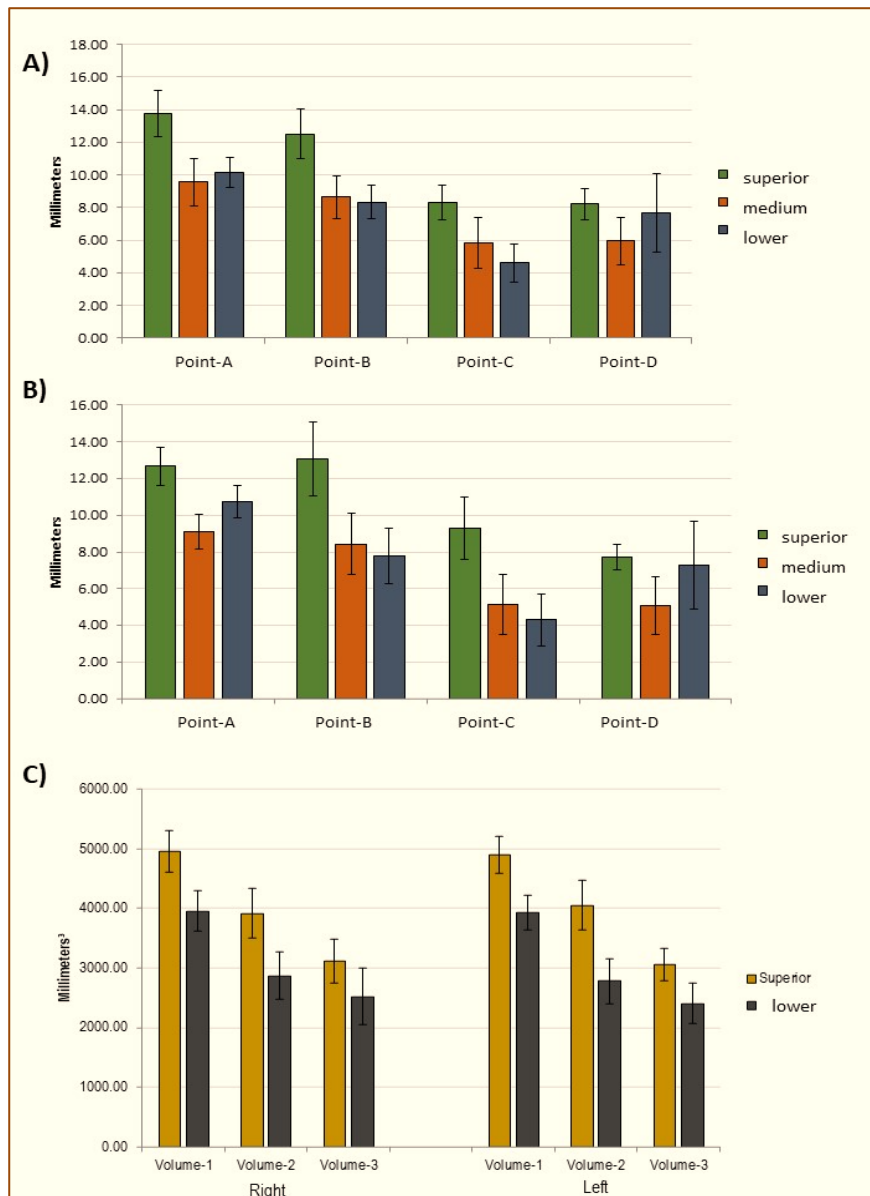 A)
Millimeters
18.00
16.00
14.00
12.00
10.00
8.00
6.00
4.00
2.00
0.00
Point-A Point-B Point-C Point-D
superior
medium
lower
B)
Millimeters
16.00
14.00
12.00
10.00
8.00
6.00
4.00
2.00
0.00
Point-A Point-B Point-C Point-D
superior
medium
lower
C)
Millimeters³
6000.00
5000.00
4000.00
3000.00
2000.00
1000.00
0.00
Volume-1 Volume-2 Volume-3 Volume-1 Volume-2 Volume-3
Right Left
Superior
lower